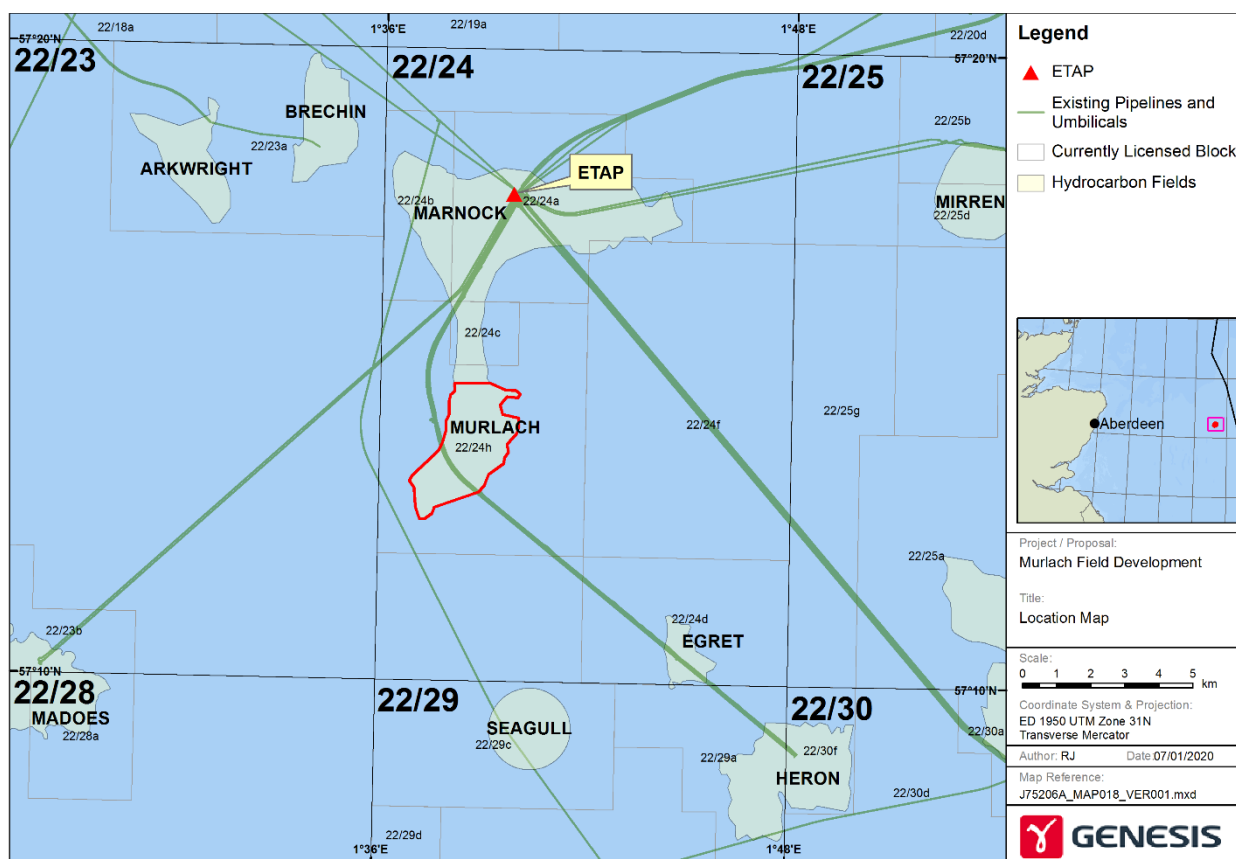 22/18a
1°36'E
22/19a
1°48'E
22/20d
57°20'N
22/23
22/24
22/25
57°20'N
BRECHIN
22/25b
22/23a
ARKWRIGHT
ETAP
22/24b
22/24a
MARNOCK
MIRREN
22/25d
22/24c
MURLACH
22/24h
22/24f
22/25g
22/25a
22/24d
22/23b
EGRET
57°10'N
57°10'N
22/28
22/29
22/30
MADOES
22/28a
SEAGULL
22/29c
22/30a
22/29a
22/30f
HERON
22/30d
22/29d
1°36'E
1°48'E
Legend
ETAP
Existing Pipelines and
Umbilicals
Currently Licensed Block
Hydrocarbon Fields
Aberdeen
Project / Proposal:
Murlach Field Development
Title:
Location Map
Scale:
0 1 2 3 4 5
km
Coordinate System & Projection:
ED 1950 UTM Zone 31N
Transverse Mercator
Author: RJ Date:07/01/2020
Map Reference:
J75206A_MAP018_VER001.mxd
GENESIS